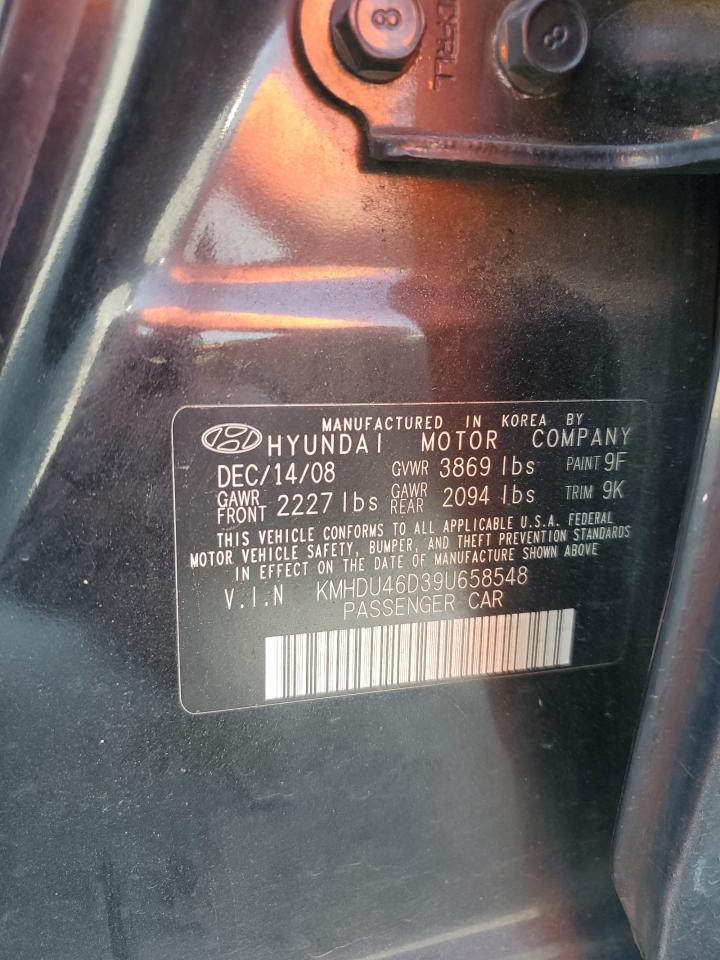 8
8
MANUFACTURED IN KOREA BY
HYUNDAI MOTOR COMPANY
DEC/14/08 GVWR 3869 lbs PAINT 9F
GAWR FRONT 2227 lbs GAWR REAR 2094 lbs TRIM 9K
THIS VEHICLE CONFORMS TO ALL APPLICABLE U.S.A. FEDERAL
MOTOR VEHICLE SAFETY, BUMPER, AND THEFT PREVENTION STANDARDS
IN EFFECT ON THE DATE OF MANUFACTURE SHOWN ABOVE
V.I.N KMHDU46D39U658548
PASSENGER CAR